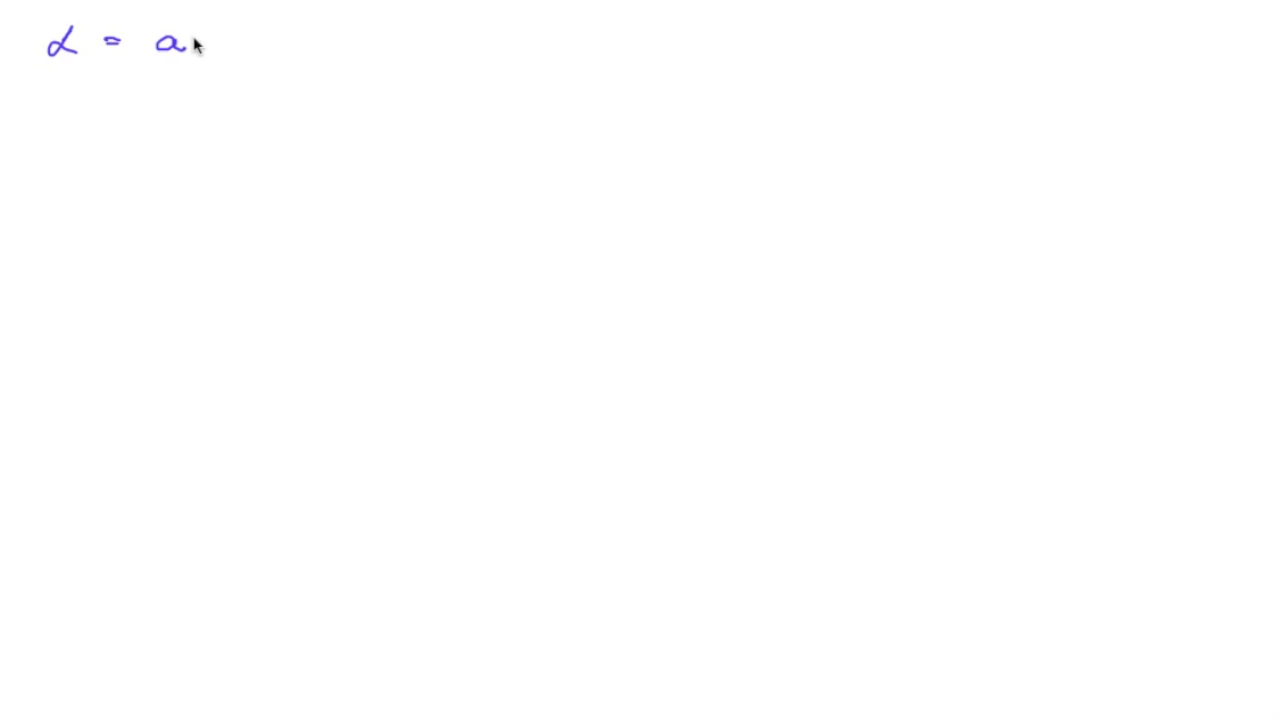 α = a